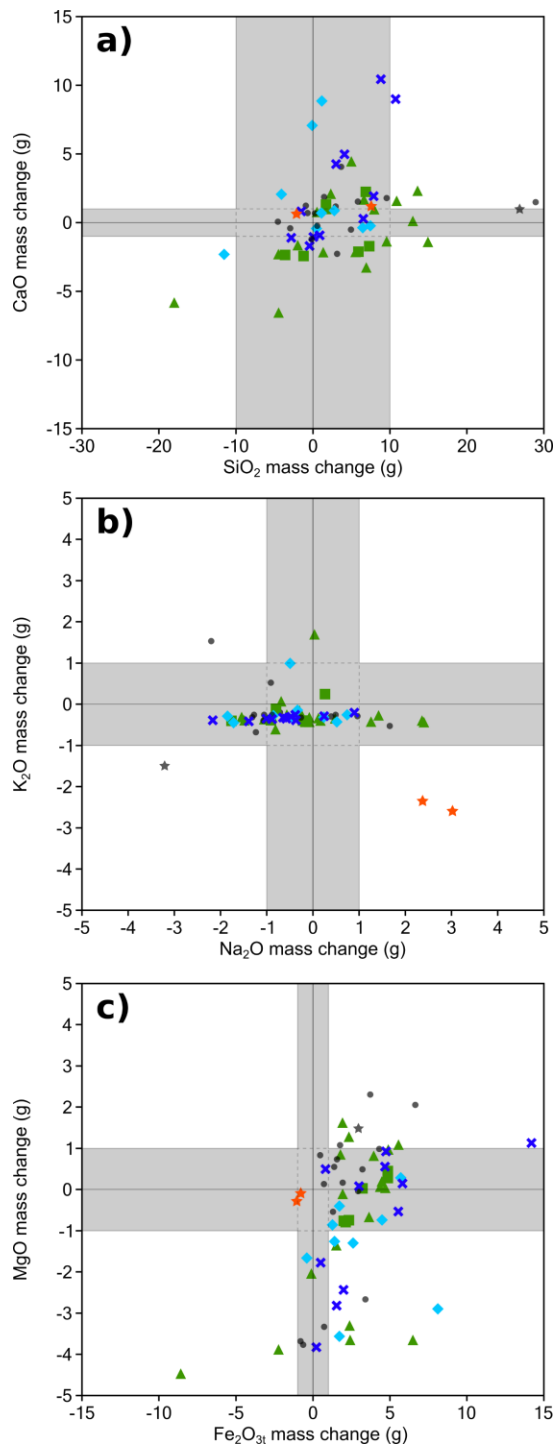 a)
15
10
5
0
-5
-10
-15
CaO mass change (g)
-30 -20 -10 0 10 20 30
SiO₂ mass change (g)
b)
5
4
3
2
1
0
-1
-2
-3
-4
-5
K₂O mass change (g)
-5 -4 -3 -2 -1 0 1 2 3 4 5
Na₂O mass change (g)
c)
5
4
3
2
1
0
-1
-2
-3
-4
-5
MgO mass change (g)
-15 -10 -5 0 5 10 15
Fe₂O₃ₜ mass change (g)